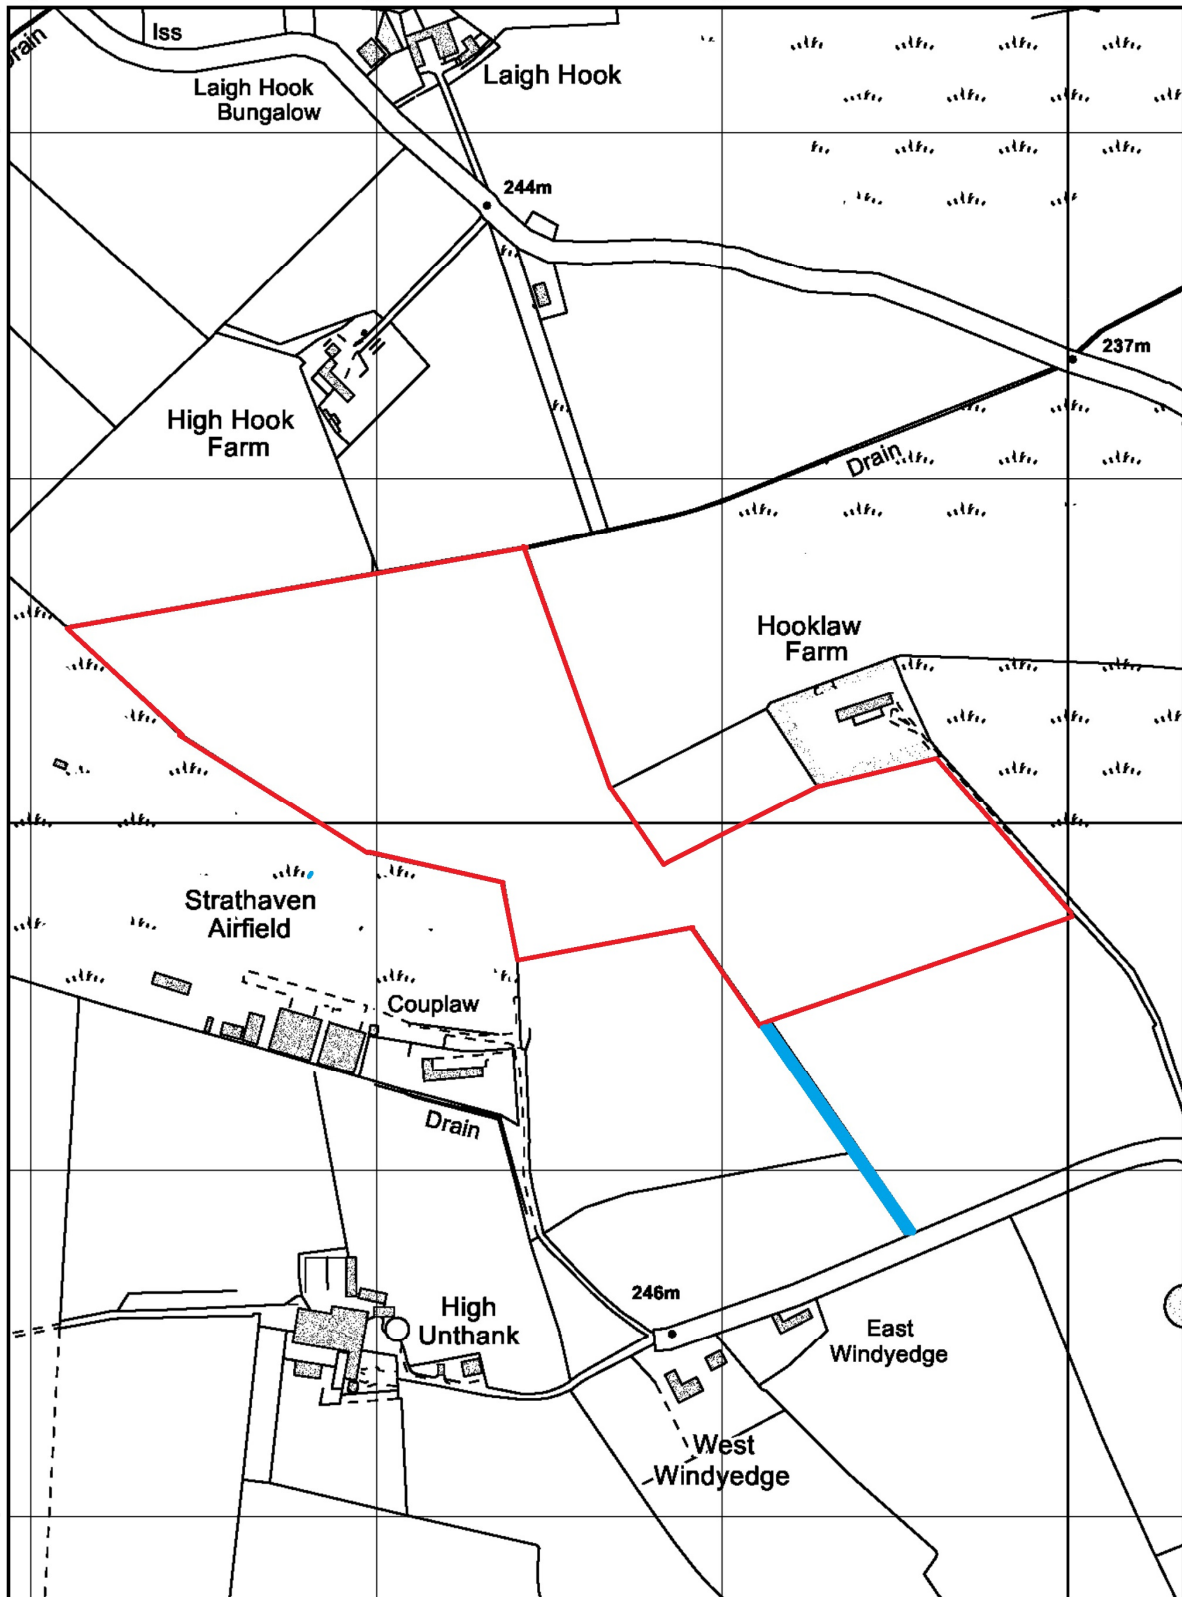 Iss
Drain
Laigh Hook
Laigh Hook
Bungalow
244m
237m
High Hook
Farm
Drain
Hooklaw
Farm
Strathaven
Airfield
Couplaw
Drain
246m
High
Unthank
East
Windyedge
West
Windyedge